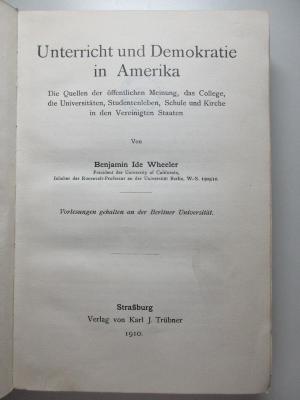 Unterricht und Demokratie
in Amerika
Die Quellen der öffentlichen Meinung, das College,
die Universitäten, Studentenleben, Schule und Kirche
in den Vereinigten Staaten
Von
Benjamin Ide Wheeler
Präsident der University of California,
Inhaber der Roosevelt-Professur an der Universität Berlin, W.-S. 1909/10.
Vorlesungen gehalten an der Berliner Universität.
Straßburg
Verlag von Karl J. Trübner
1910.